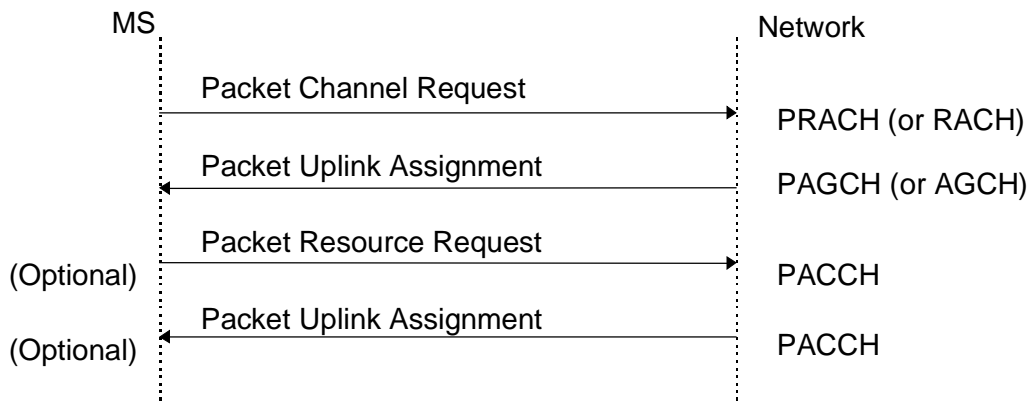 MS
Network
Packet Channel Request
PRACH (or RACH)
Packet Uplink Assignment
PAGCH (or AGCH)
Packet Resource Request
(Optional)
PACCH
Packet Uplink Assignment
(Optional)
PACCH